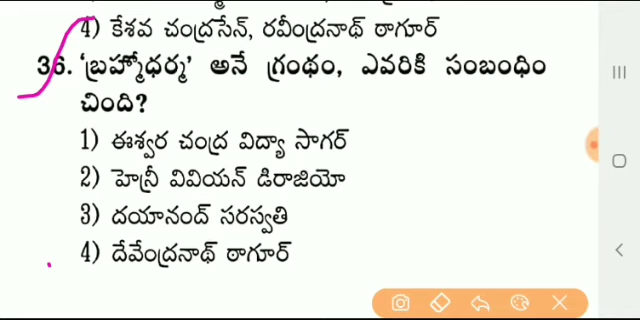 4) కేశవ చంద్రసేన్, రవీంద్రనాథ్ ఠాగూర్
36. 'బ్రహ్మోధర్మ' అనే గ్రంథం, ఎవరికి సంబంధిం
చింది?
1) ఈశ్వర చంద్ర విద్యా సాగర్
2) హెన్రీ వివియన్ డిరాజియో
3) దయానంద్ సరస్వతి
4) దేవేంద్రనాథ్ ఠాగూర్